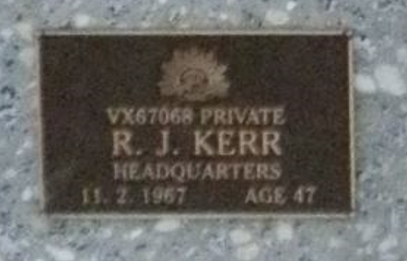 VX67068 PRIVATE
R. J. KERR
HEADQUARTERS
11. 2. 1967 AGE 47